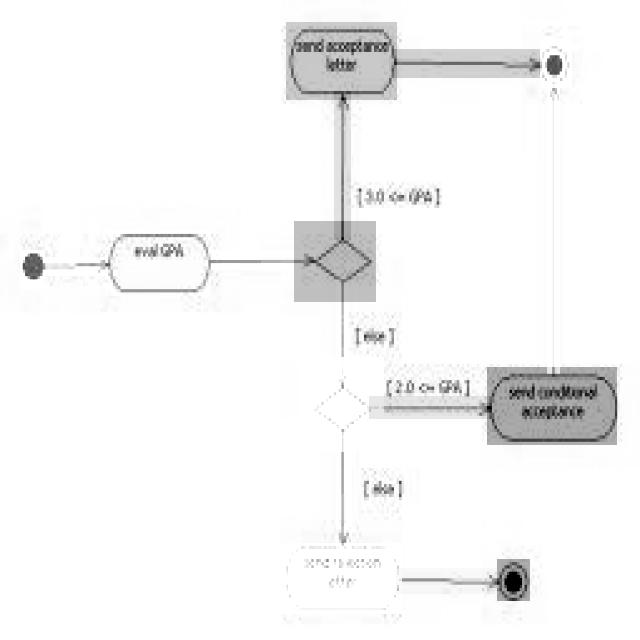 send acceptance
letter
[ 3.0 <= GPA ]
eval GPA
[ else ]
[ 2.0 <= GPA ]
send conditional
acceptance
[ else ]
send rejection
letter